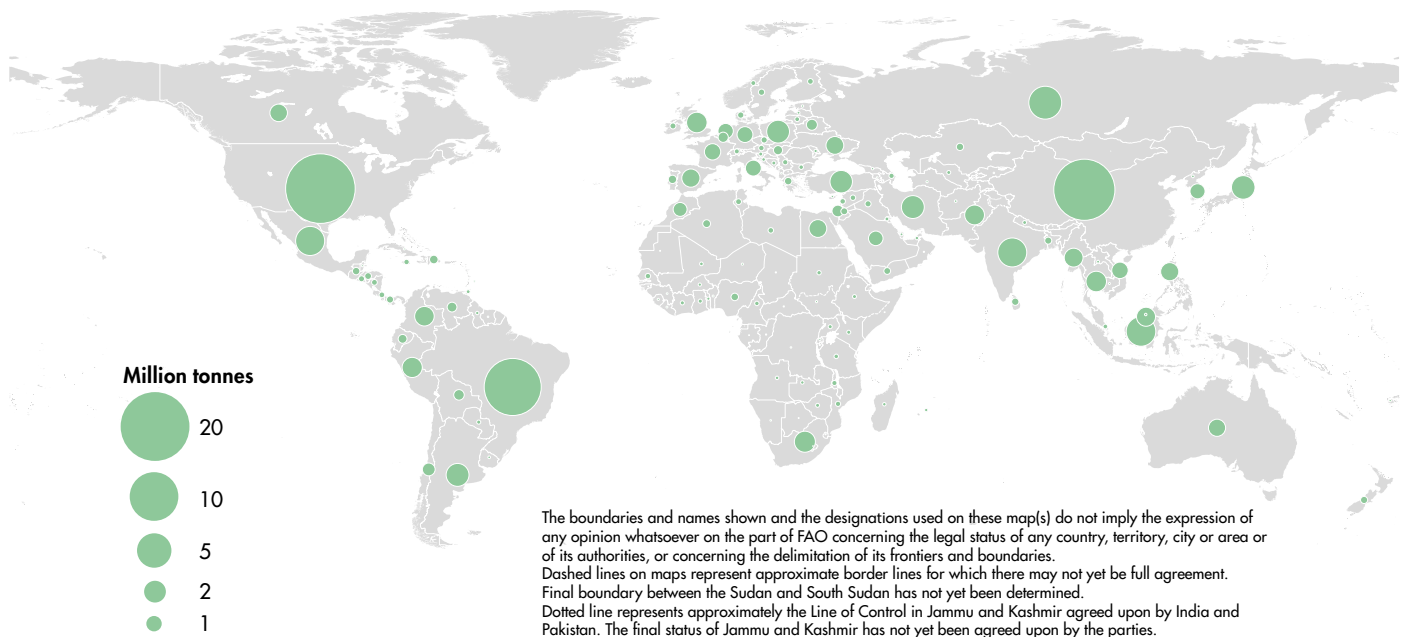 Million tonnes
20
10
5
2
1
The boundaries and names shown and the designations used on these map(s) do not imply the expression of
any opinion whatsoever on the part of FAO concerning the legal status of any country, territory, city or area or
of its authorities, or concerning the delimitation of its frontiers and boundaries.
Dashed lines on maps represent approximate border lines for which there may not yet be full agreement.
Final boundary between the Sudan and South Sudan has not yet been determined.
Dotted line represents approximately the Line of Control in Jammu and Kashmir agreed upon by India and
Pakistan. The final status of Jammu and Kashmir has not yet been agreed upon by the parties.